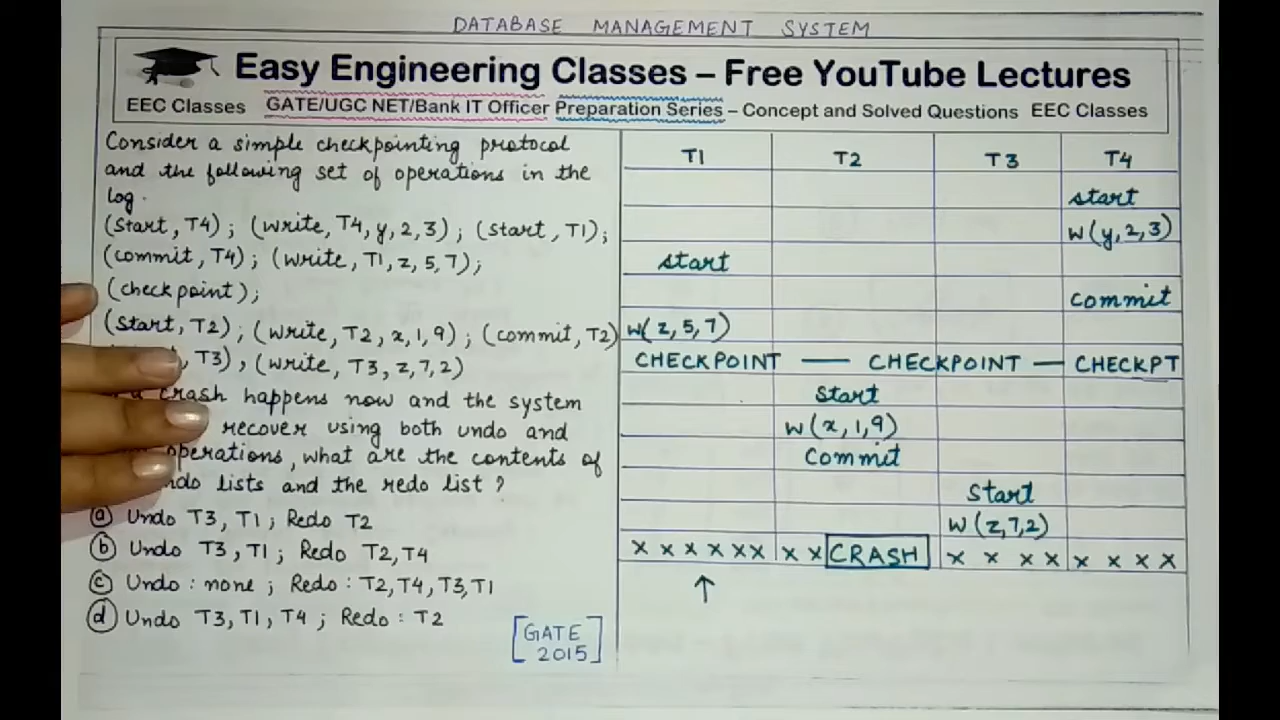 DATABASE MANAGEMENT SYSTEM
Easy Engineering Classes – Free YouTube Lectures
EEC Classes GATE/UGC NET/Bank IT Officer Preparation Series – Concept and Solved Questions EEC Classes
Consider a simple checkpointing protocol
and the following set of operations in the
log.
(Start, T4); (write, T4, y, 2, 3); (start, T1);
(commit, T4); (write, T1, z, 5, 7);
(checkpoint);
(Start, T2); (write, T2, x, 1, 9); (commit, T2)
, T3), (write, T3, z, 7, 2)
crash happens now and the system
recover using both undo and
operations, what are the contents of
lists and the redo list ?
(a) Undo T3, T1; Redo T2
(b) Undo T3, T1; Redo T2, T4
(c) Undo : none; Redo : T2, T4, T3, T1
(d) Undo T3, T1, T4; Redo : T2
[GATE
2015]
T1 T2 T3 T4
start
W(y,2,3)
start
commit
W(z,5,7)
CHECKPOINT — CHECKPOINT — CHECKPT
Start
W(x,1,9)
Commit
Start
W(z,7,2)
x x x x x x x x CRASH x x x x x x x x